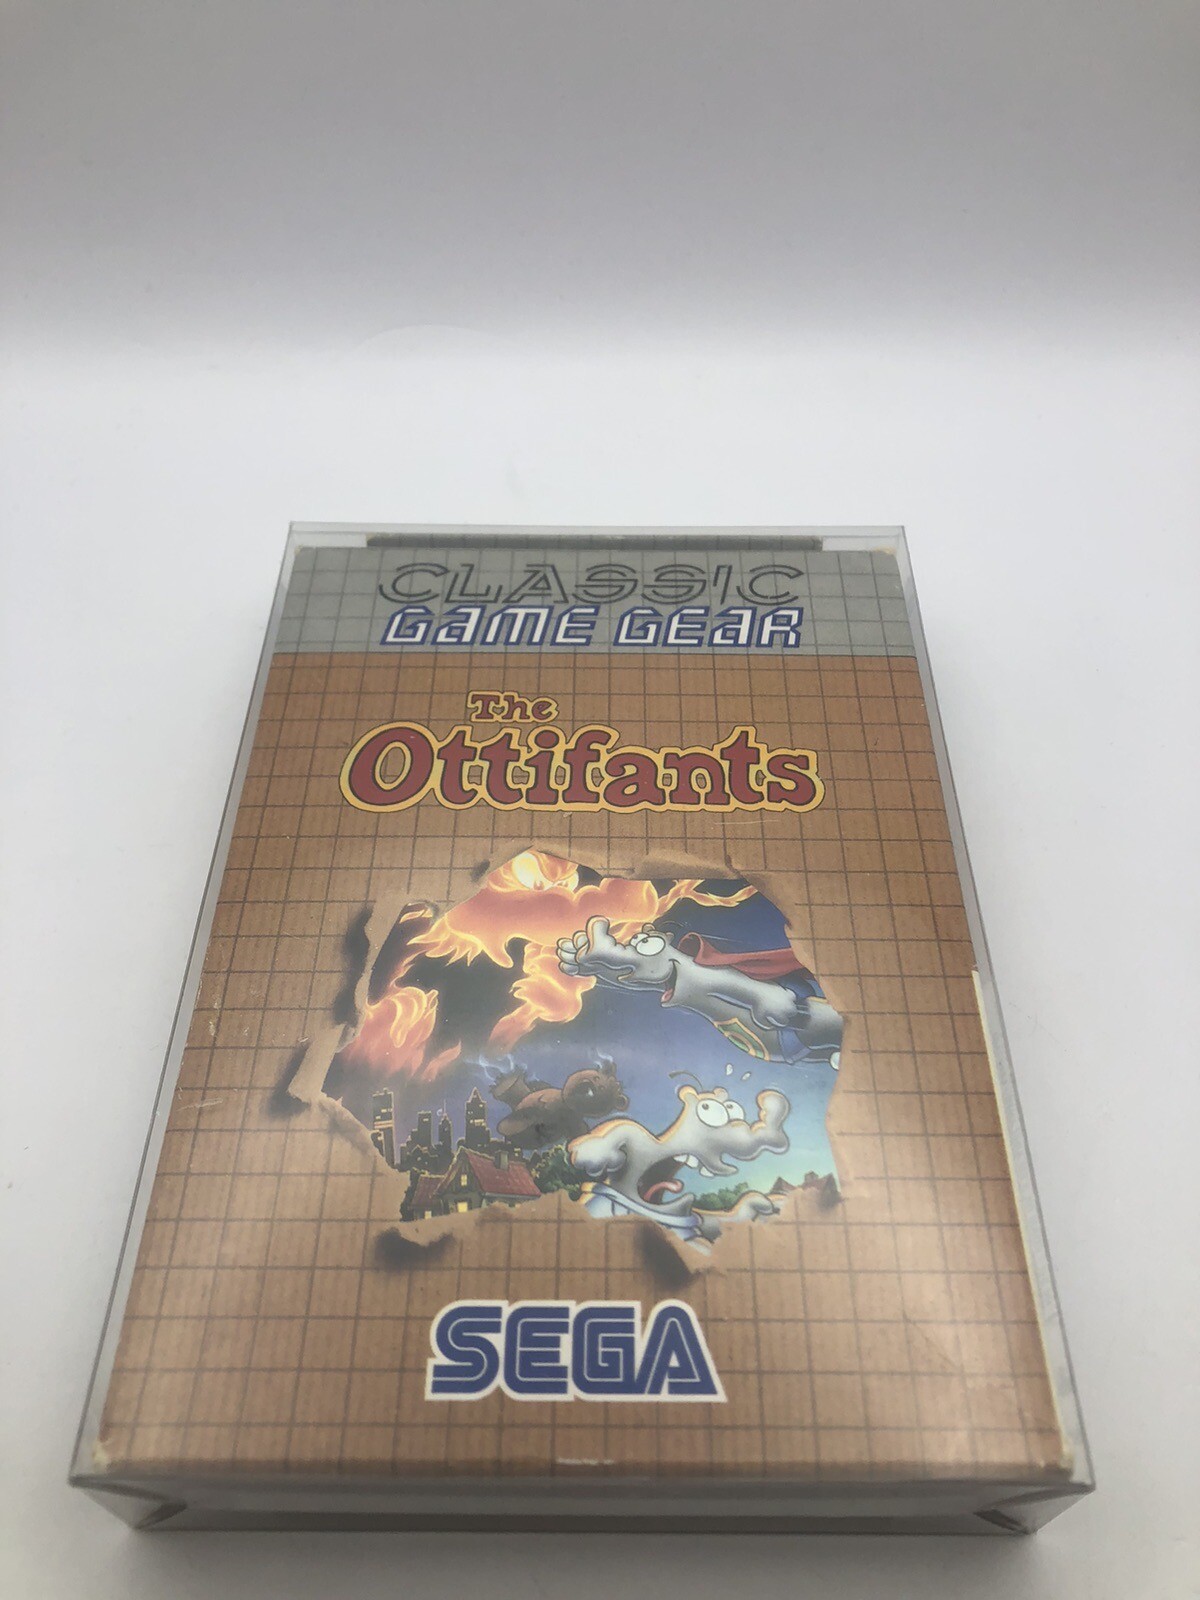 CLASSIC
GAME GEAR
The
Ottifants
SEGA